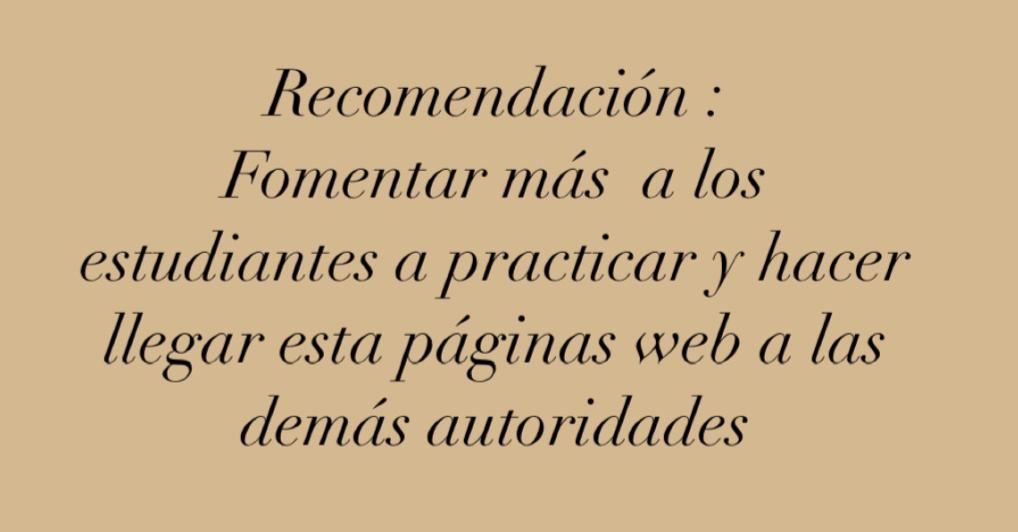 Recomendación :
Fomentar más  a los
estudiantes a practicar y hacer
llegar esta páginas web a las
demás autoridades